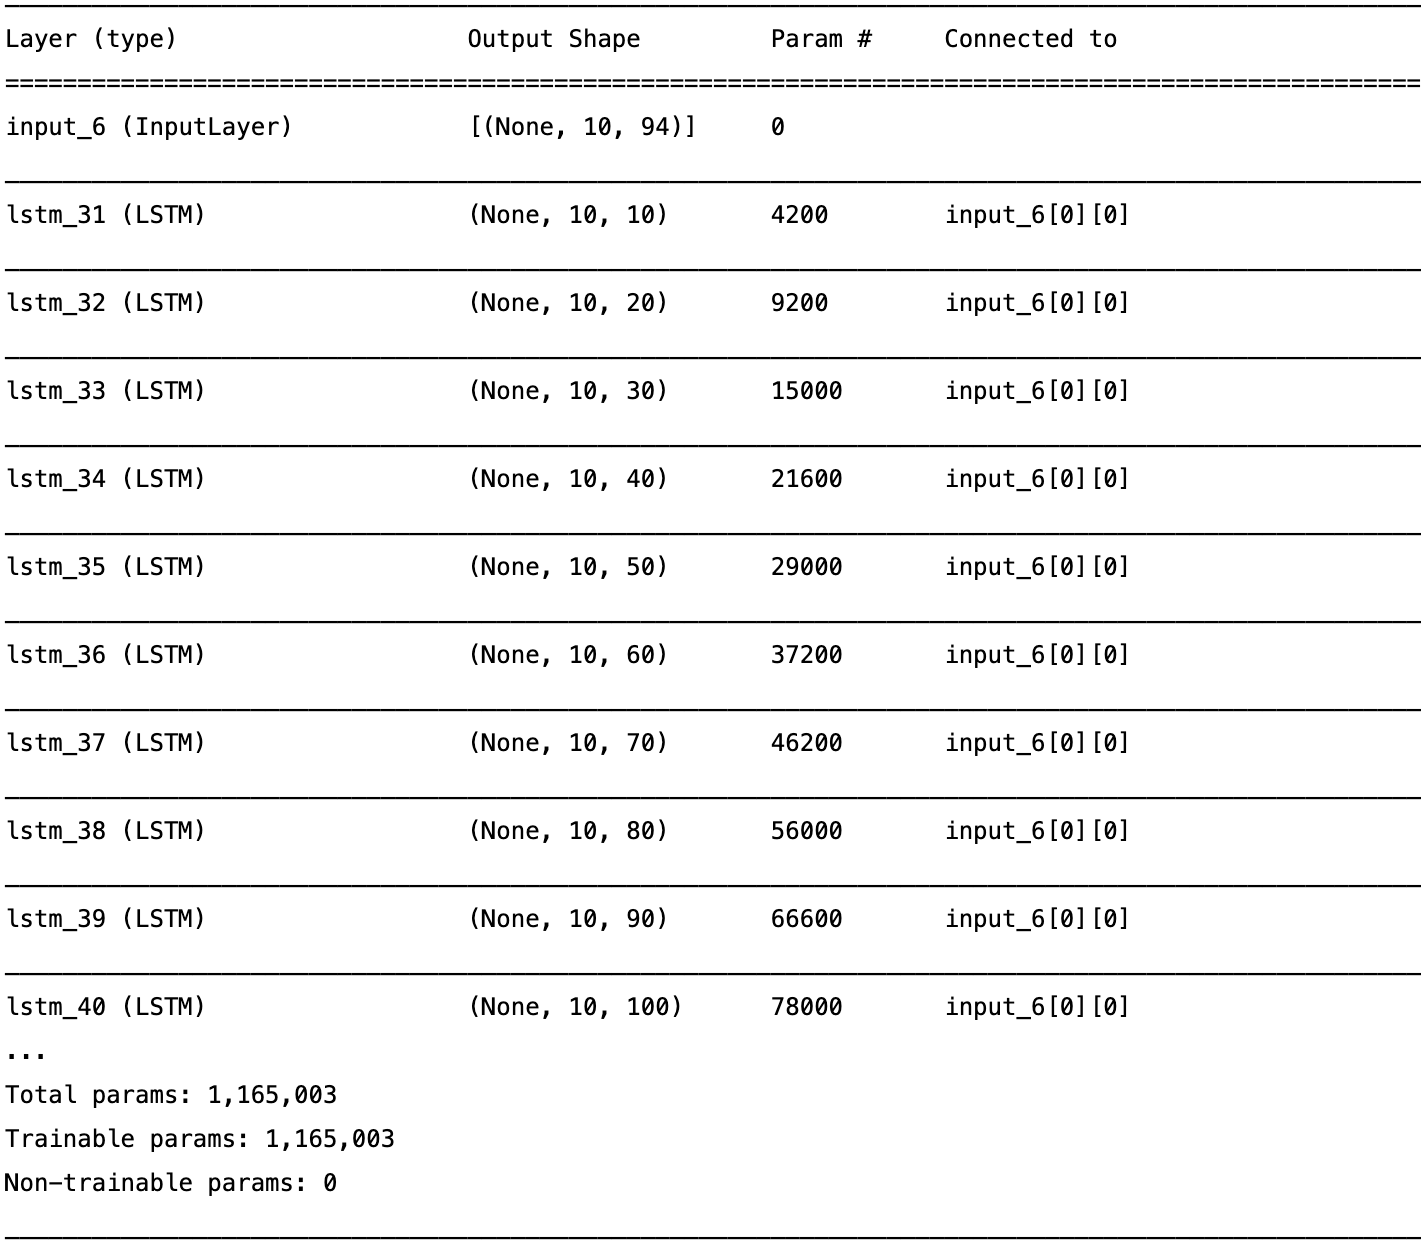 Layer (type) Output Shape Param # Connected to
==================================================================================================
input_6 (InputLayer) [(None, 10, 94)] 0
lstm_31 (LSTM) (None, 10, 10) 4200 input_6[0][0]
lstm_32 (LSTM) (None, 10, 20) 9200 input_6[0][0]
lstm_33 (LSTM) (None, 10, 30) 15000 input_6[0][0]
lstm_34 (LSTM) (None, 10, 40) 21600 input_6[0][0]
lstm_35 (LSTM) (None, 10, 50) 29000 input_6[0][0]
lstm_36 (LSTM) (None, 10, 60) 37200 input_6[0][0]
lstm_37 (LSTM) (None, 10, 70) 46200 input_6[0][0]
lstm_38 (LSTM) (None, 10, 80) 56000 input_6[0][0]
lstm_39 (LSTM) (None, 10, 90) 66600 input_6[0][0]
lstm_40 (LSTM) (None, 10, 100) 78000 input_6[0][0]
...
Total params: 1,165,003
Trainable params: 1,165,003
Non-trainable params: 0